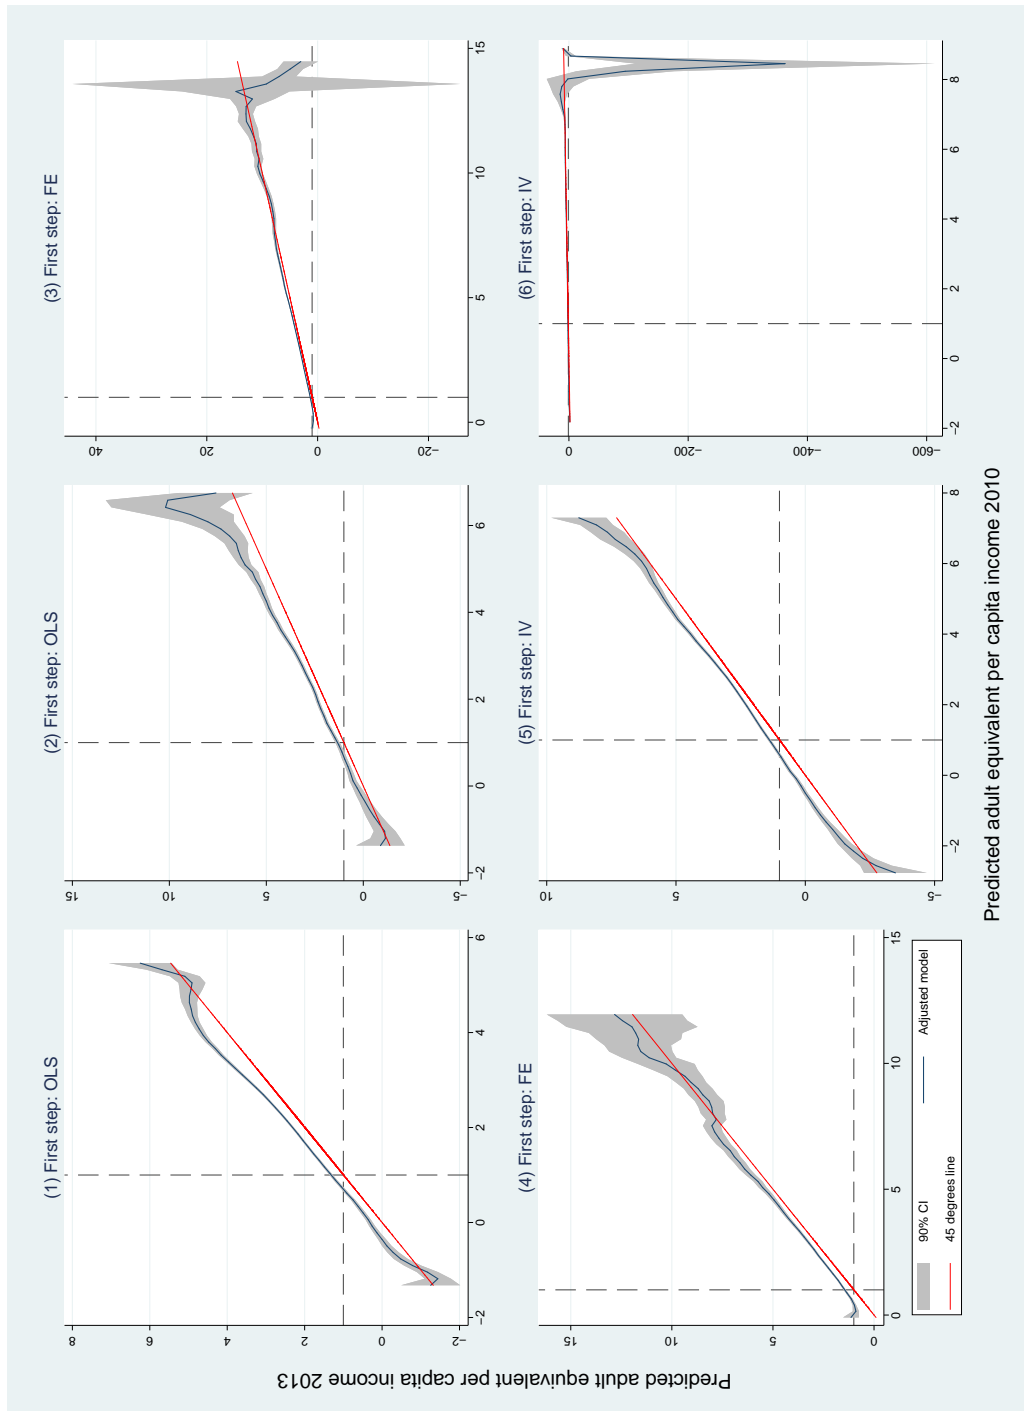 Predicted adult equivalent per capita income 2013
(1) First step: OLS
−2 0 2 4 6 8
−2 0 2 4 6
(2) First step: OLS
−5 0 5 10 15
−2 0 2 4 6
(3) First step: FE
−20 0 20 40
0 5 10 15
(4) First step: FE
0 5 10 15
0 5 10 15
(5) First step: IV
−5 0 5 10
−2 0 2 4 6 8
(6) First step: IV
−600 −400 −200 0
−2 0 2 4 6 8
90% CI Adjusted model
45 degrees line
Predicted adult equivalent per capita income 2010